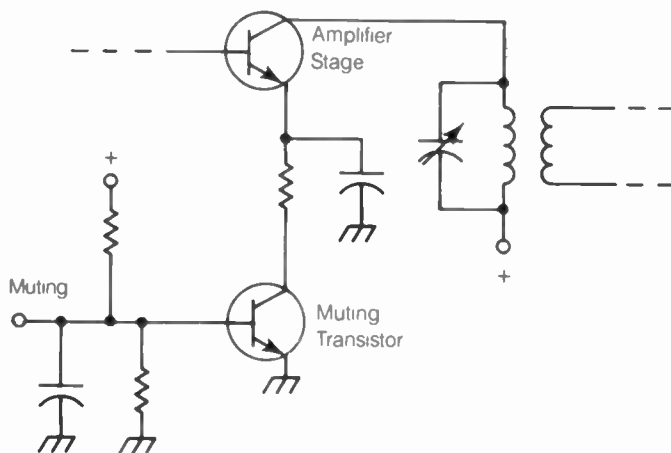 Amplifier
Stage
+
Muting
+
Muting
Transistor